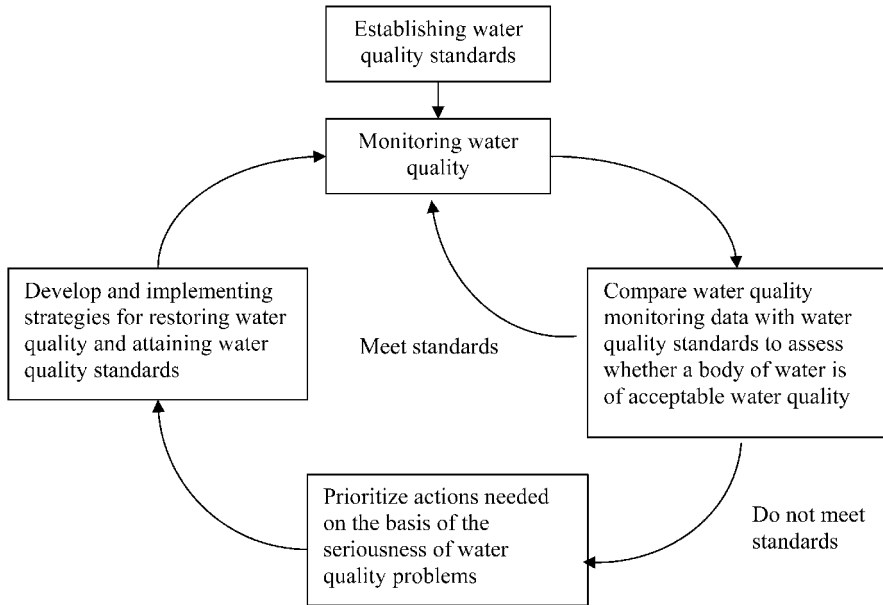 Establishing water
quality standards
Monitoring water
quality
Develop and implementing
strategies for restoring water
quality and attaining water
quality standards
Meet standards
Compare water quality
monitoring data with water
quality standards to assess
whether a body of water is
of acceptable water quality
Prioritize actions needed
on the basis of the
seriousness of water
quality problems
Do not meet
standards